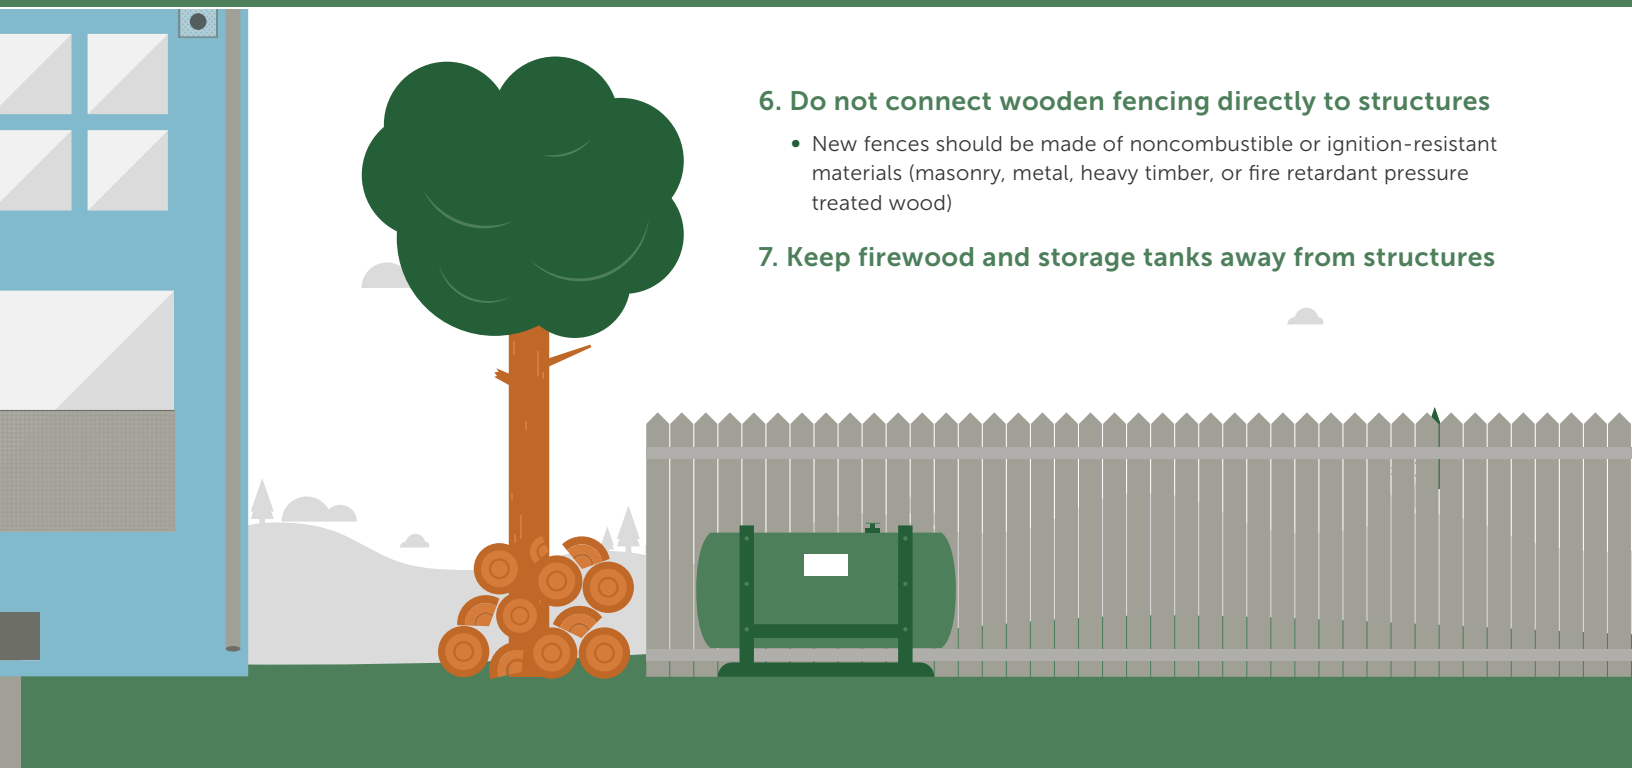 6. Do not connect wooden fencing directly to structures
• New fences should be made of noncombustible or ignition-resistant
materials (masonry, metal, heavy timber, or fire retardant pressure
treated wood)
7. Keep firewood and storage tanks away from structures